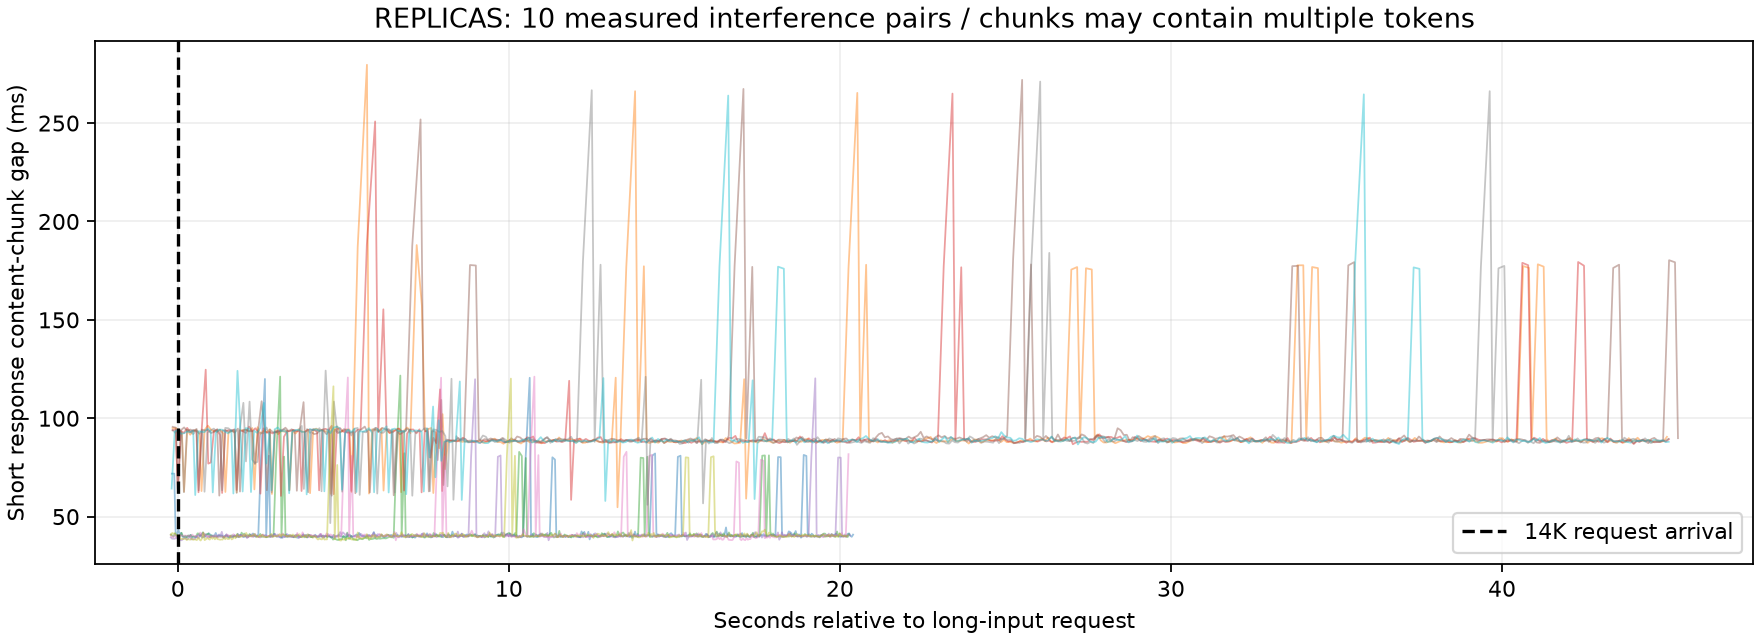 REPLICAS: 10 measured interference pairs / chunks may contain multiple tokens
Short response content-chunk gap (ms)
250
200
150
100
50
14K request arrival
0
10
20
30
40
Seconds relative to long-input request